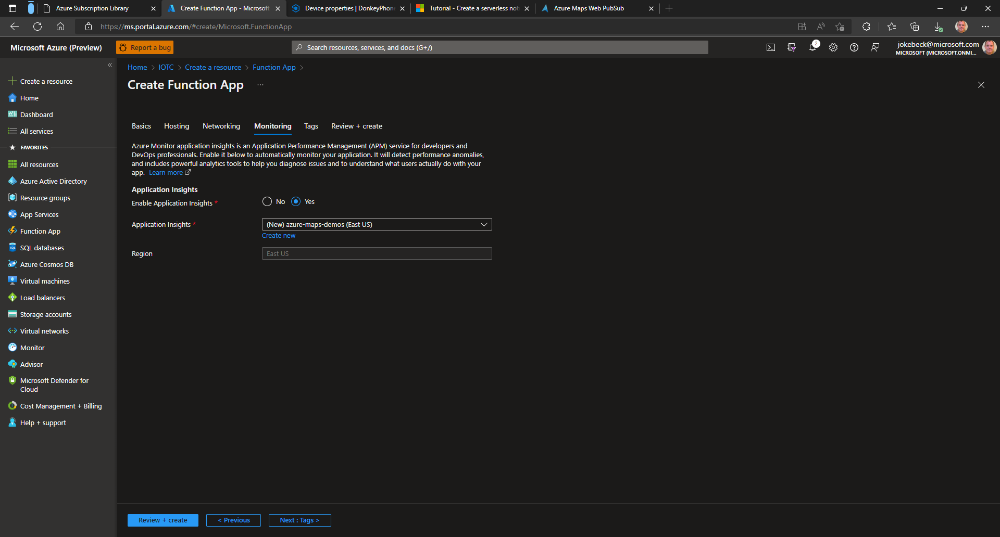 Azure Subscription Library
Create Function App - Microsoft
Device properties | DonkeyPhone
Tutorial - Create a serverless not
Azure Maps Web PubSub
https://ms.portal.azure.com/#create/Microsoft.FunctionApp
Microsoft Azure (Preview)
Report a bug
Search resources, services, and docs (G+/)
2
jokebeck@microsoft.com
MICROSOFT (MICROSOFT.ONMI...
Home > IOTC > Create a resource > Function App >
Create Function App ...
Create a resource
Home
Dashboard
All services
FAVORITES
All resources
Azure Active Directory
Resource groups
App Services
Function App
SQL databases
Azure Cosmos DB
Virtual machines
Load balancers
Storage accounts
Virtual networks
Monitor
Advisor
Microsoft Defender for
Cloud
Cost Management + Billing
Help + support
Basics Hosting Networking Monitoring Tags Review + create
Azure Monitor application insights is an Application Performance Management (APM) service for developers and
DevOps professionals. Enable it below to automatically monitor your application. It will detect performance anomalies,
and includes powerful analytics tools to help you diagnose issues and to understand what users actually do with your
app. Learn more
Application Insights
Enable Application Insights *
No Yes
Application Insights *
(New) azure-maps-demos (East US)
Create new
Region
East US
Review + create
< Previous
Next : Tags >